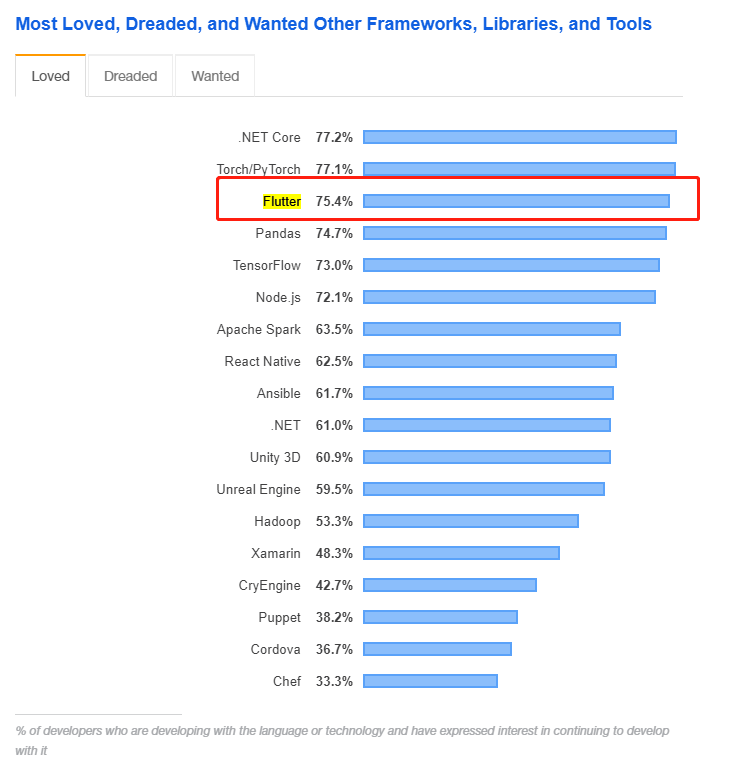 Most Loved, Dreaded, and Wanted Other Frameworks, Libraries, and Tools
Loved Dreaded Wanted
.NET Core 77.2%
Torch/PyTorch 77.1%
Flutter 75.4%
Pandas 74.7%
TensorFlow 73.0%
Node.js 72.1%
Apache Spark 63.5%
React Native 62.5%
Ansible 61.7%
.NET 61.0%
Unity 3D 60.9%
Unreal Engine 59.5%
Hadoop 53.3%
Xamarin 48.3%
CryEngine 42.7%
Puppet 38.2%
Cordova 36.7%
Chef 33.3%
% of developers who are developing with the language or technology and have expressed interest in continuing to develop
with it